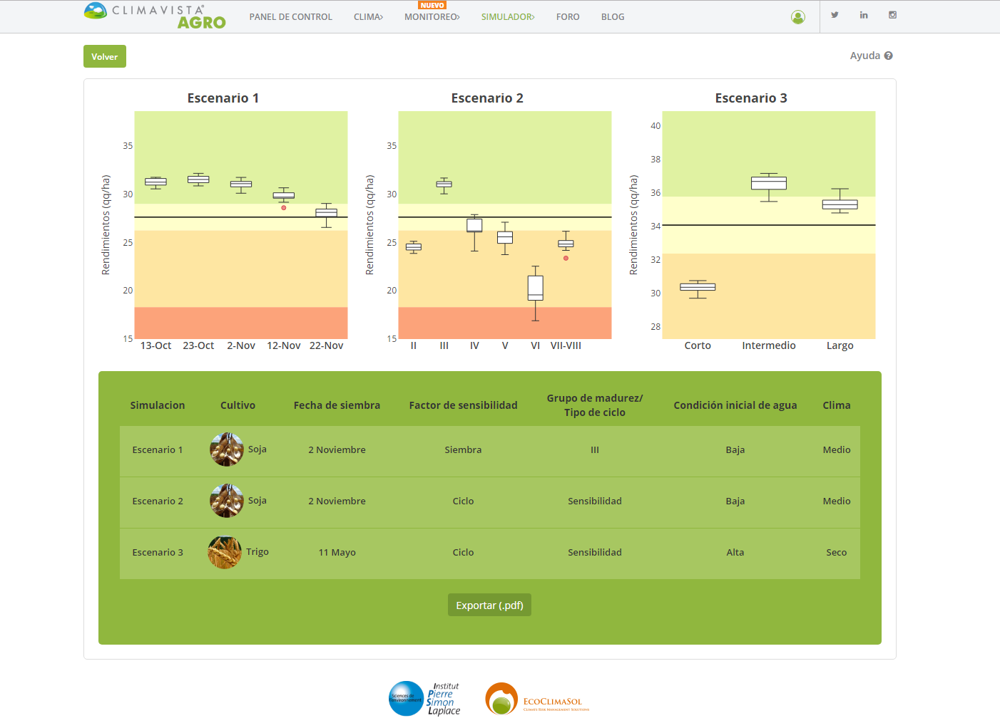 CLIMAVISTA®
AGRO
PANEL DE CONTROL
CLIMA>
NUEVO
MONITOREO>
SIMULADOR>
FORO
BLOG
Volver
Ayuda
Escenario 1
Rendimientos (qq/ha)
35
30
25
20
15
13-Oct 23-Oct 2-Nov 12-Nov 22-Nov
Escenario 2
Rendimientos (qq/ha)
35
30
25
20
15
II III IV V VI VII-VIII
Escenario 3
Rendimientos (qq/ha)
40
38
36
34
32
30
28
Corto Intermedio Largo
Simulacion Cultivo Fecha de siembra Factor de sensibilidad Grupo de madurez/ Condición inicial de agua Clima
Tipo de ciclo
Escenario 1 Soja 2 Noviembre Siembra III Baja Medio
Escenario 2 Soja 2 Noviembre Ciclo Sensibilidad Baja Medio
Escenario 3 Trigo 11 Mayo Ciclo Sensibilidad Alta Seco
Exportar (.pdf)
Sciences de
l'environnement
Institut
Pierre
Simon
Laplace
ECOCLIMASOL
CLIMATE RISK MANAGEMENT SOLUTIONS